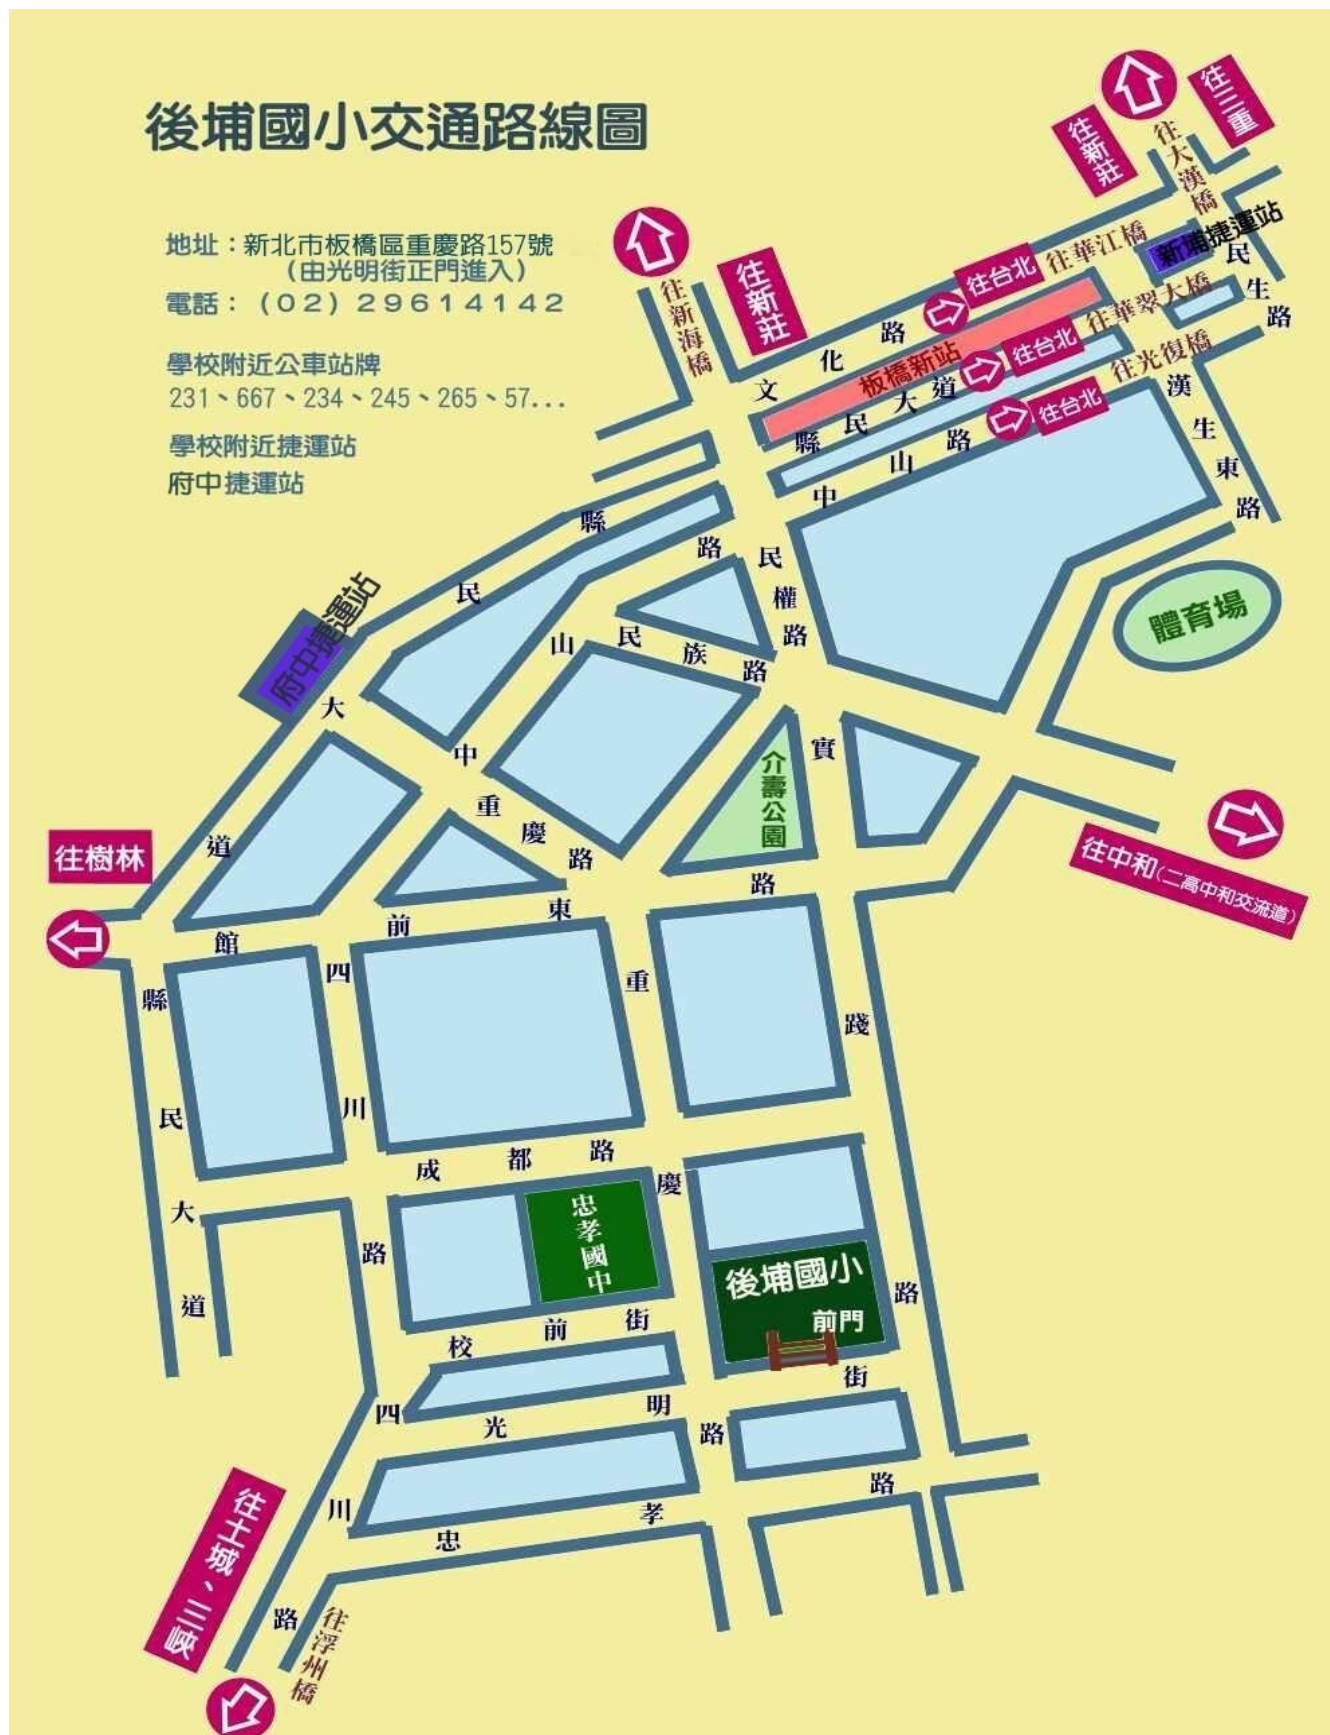 後埔國小交通路線圖
地址：新北市板橋區重慶路157號
（由光明街正門進入）
電話：（02）29614142
學校附近公車站牌
231、667、234、245、265、57...
學校附近捷運站
府中捷運站
往三重
往新莊
往大漢橋
新埔捷運站
民生路
往華江橋
往台北
往新莊
往新海橋
文化路
板橋新站
往華翠大橋
往台北
縣民大道
往光復橋
往台北
中山路
漢生東路
體育場
縣民大道
府中捷運站
民權路
中山路
民族路
重慶路
介壽公園
實踐路
往中和(二高中和交流道)
往樹林
館前東路
縣民大道
四川路
重慶路
成都路
忠孝國中
後埔國小
前門
校前街
光明街
四川路
忠孝路
往土城、三峽
往浮州橋